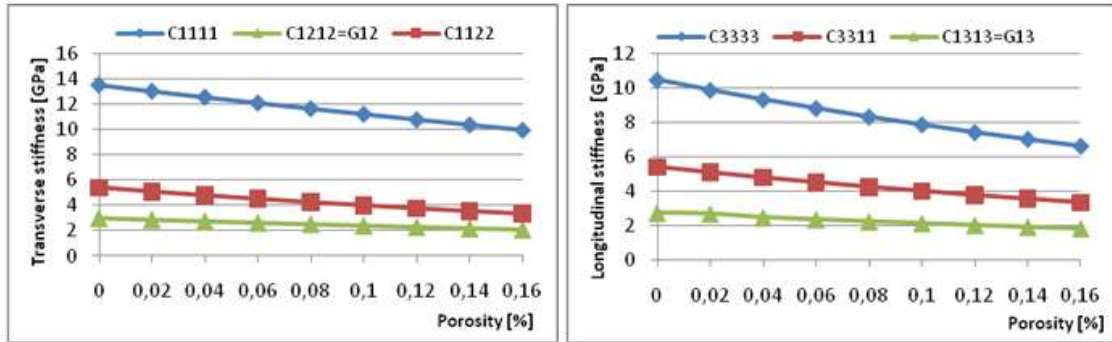 C1111 C1212=G12 C1122
Transverse stiffness [GPa]
16
14
12
10
8
6
4
2
0
0 0,02 0,04 0,06 0,08 0,1 0,12 0,14 0,16
Porosity [%]
C3333 C3311 C1313=G13
Longitudinal stiffness [GPa]
12
10
8
6
4
2
0
0 0,02 0,04 0,06 0,08 0,1 0,12 0,14 0,16
Porosity [%]